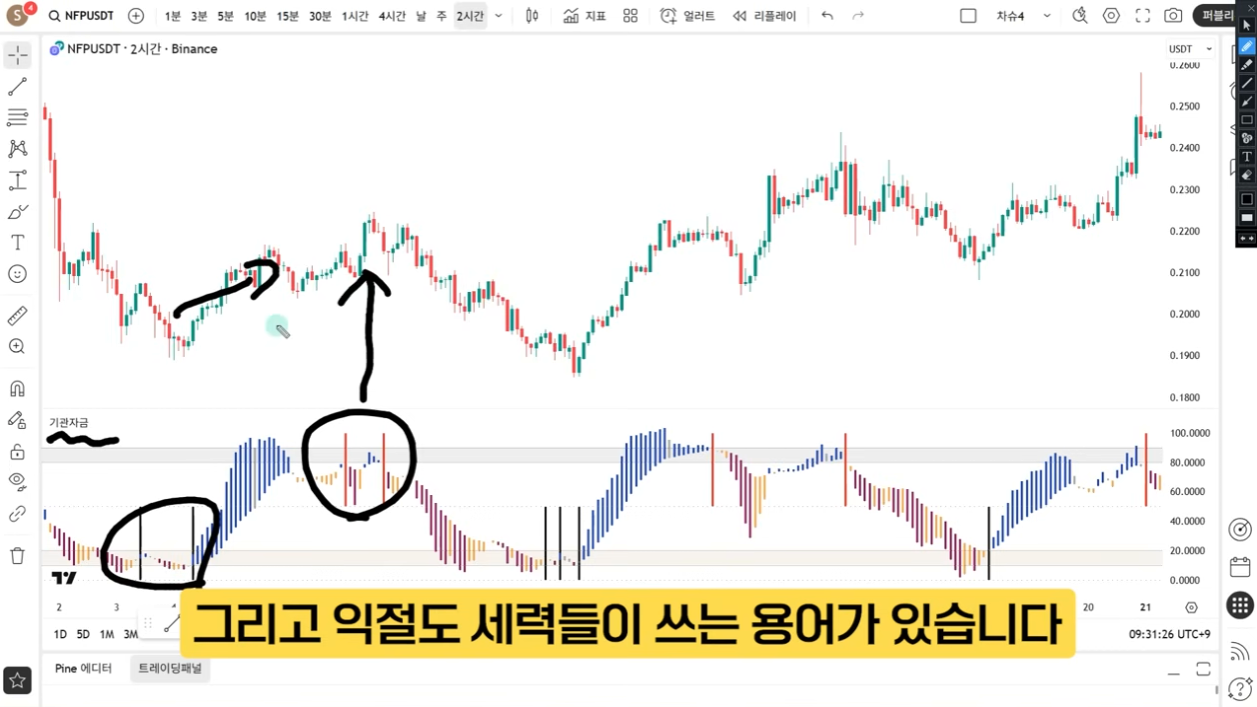 S 4 NFPUSDT 1분 3분 5분 10분 15분 30분 1시간 4시간 날 주 2시간 지표 얼러트 리플레이 차슈4 퍼블리
NFPUSDT · 2시간 · Binance
USDT
0.2600
0.2500
0.2400
0.2300
0.2200
0.2100
0.2000
0.1900
0.1800
기관자금
100.0000
80.0000
60.0000
40.0000
20.0000
0.0000
2 3 20 21
그리고 익절도 세력들이 쓰는 용어가 있습니다
1D 5D 1M 3M 09:31:26 UTC+9
Pine 에디터 트레이딩패널